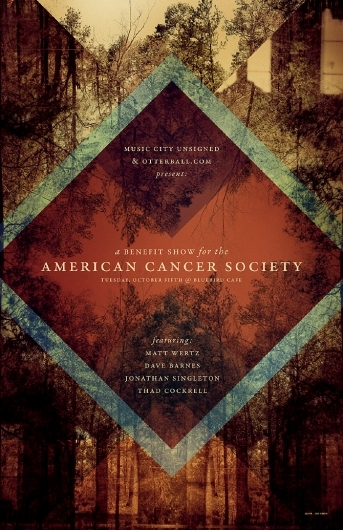 MUSIC CITY UNSIGNED
& OTTERBALL.COM
present:
a BENEFIT SHOW for the
AMERICAN CANCER SOCIETY
TUESDAY, OCTOBER FIFTH @ BLUEBIRD CAFE
featuring:
MATT WERTZ
DAVE BARNES
JONATHAN SINGLETON
THAD COCKRELL